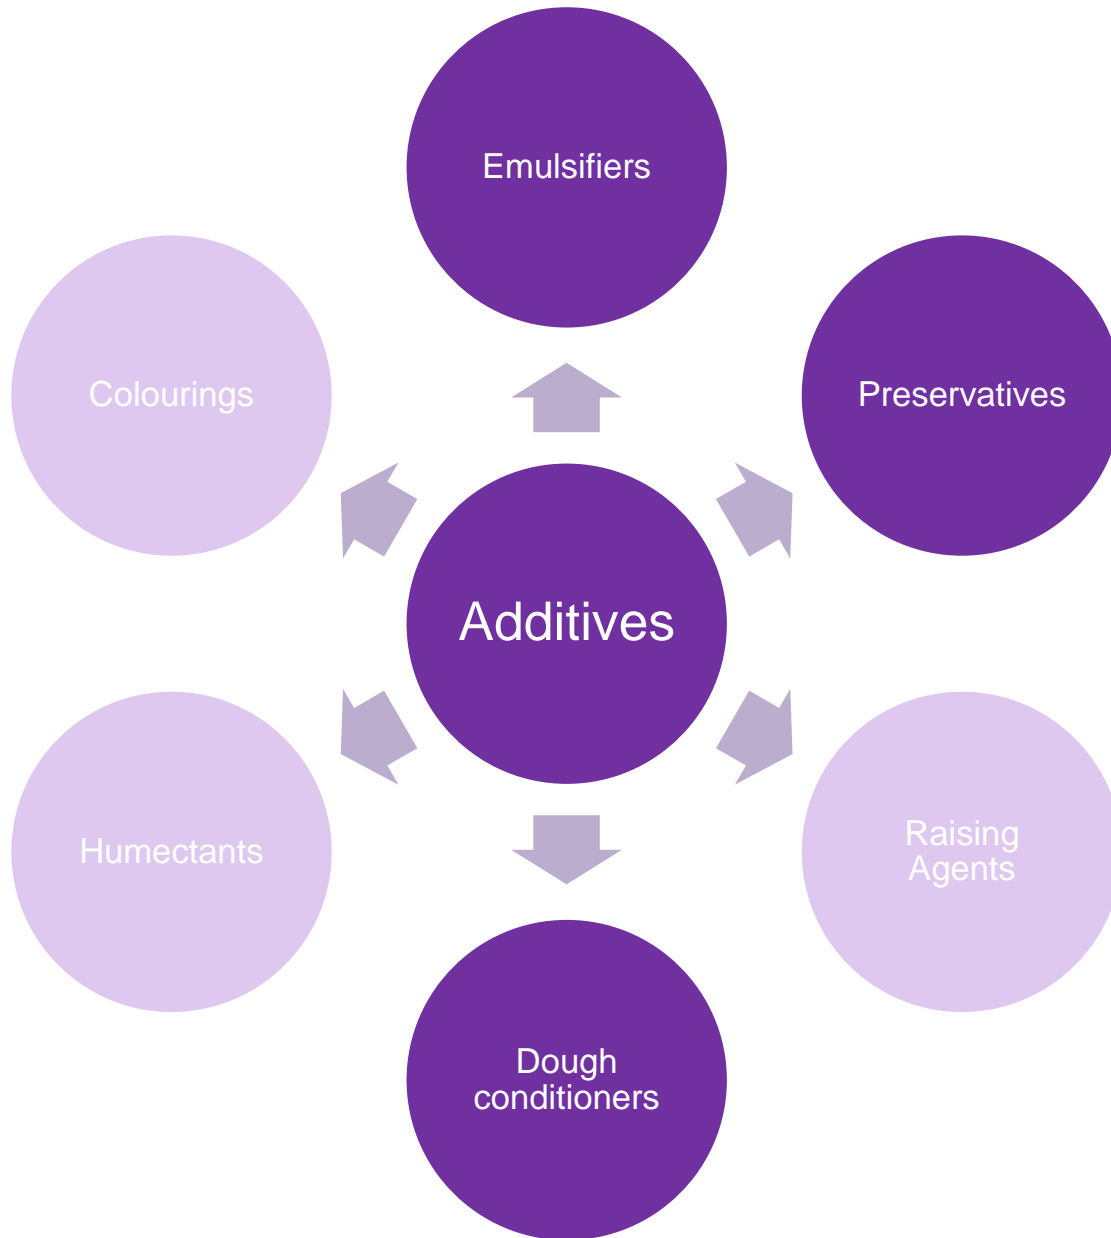 Emulsifiers
Colourings
Preservatives
Additives
Humectants
Raising
Agents
Dough
conditioners